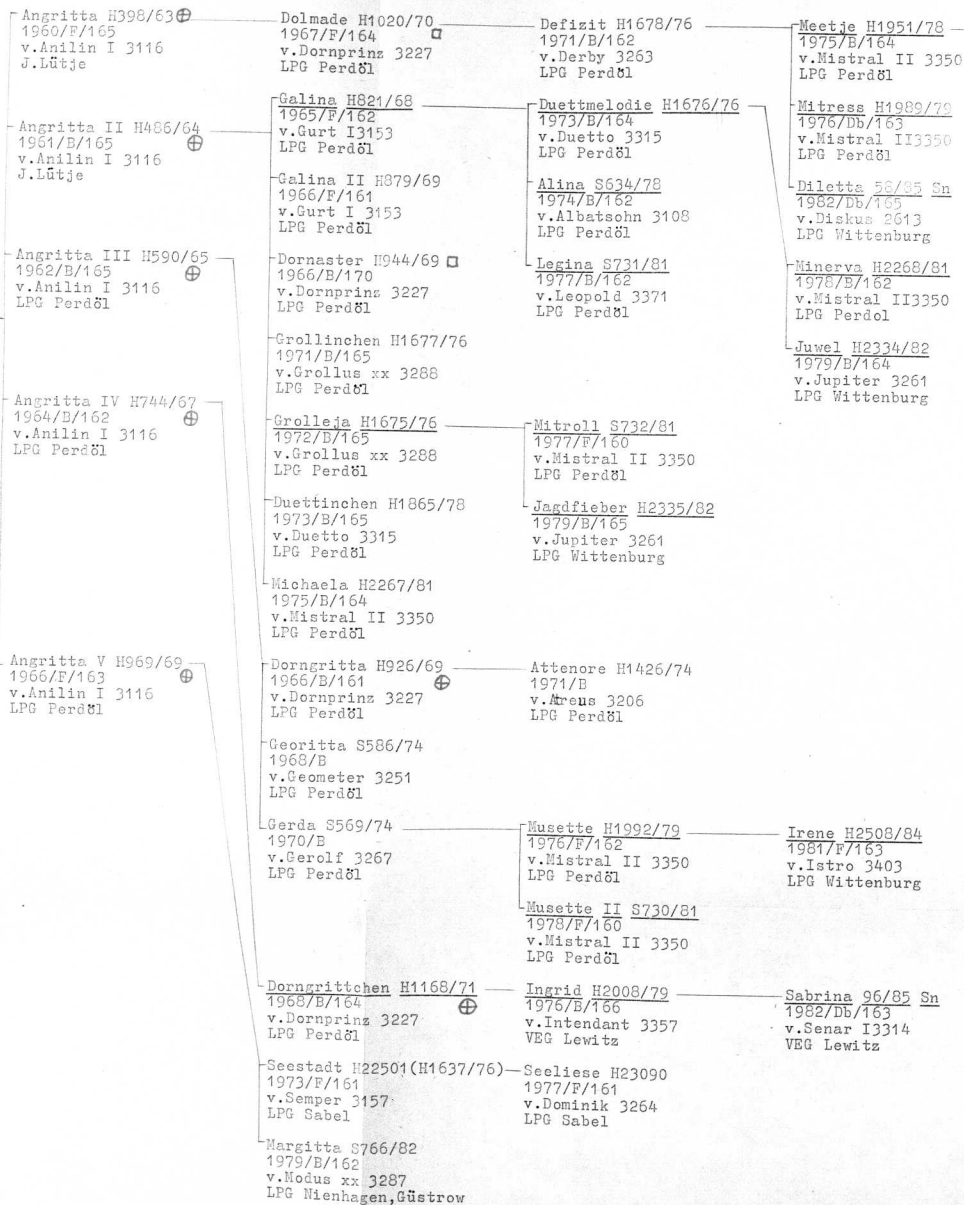 Angritta H398/63
1960/F/165
v.Anilin I 3116
J.Lütje
Angritta II H486/64
1961/B/165
v.Anilin I 3116
J.Lütje
Angritta III H590/65
1962/B/165
v.Anilin I 3116
LPG Perdöl
Angritta IV H744/67
1964/B/162
v.Anilin I 3116
LPG Perdöl
Angritta V H969/69
1966/F/163
v.Anilin I 3116
LPG Perdöl
Dolmade H1020/70
1967/F/164
v.Dornprinz 3227
LPG Perdöl
Galina H821/68
1965/F/162
v.Gurt I3153
LPG Perdöl
Galina II H879/69
1966/F/161
v.Gurt I 3153
LPG Perdöl
Dornaster H944/69
1966/B/170
v.Dornprinz 3227
LPG Perdöl
Grollinchen H1677/76
1971/B/165
v.Grollus xx 3288
LPG Perdöl
Grolleja H1675/76
1972/B/165
v.Grollus xx 3288
LPG Perdöl
Duettinchen H1865/78
1973/B/165
v.Duetto 3315
LPG Perdöl
Michaela H2267/81
1975/B/164
v.Mistral II 3350
LPG Perdöl
Dorngritta H926/69
1966/B/161
v.Dornprinz 3227
LPG Perdöl
Georitta S586/74
1968/B
v.Geometer 3251
LPG Perdöl
Gerda S569/74
1970/B
v.Gerolf 3267
LPG Perdöl
Dorngrittchen H1168/71
1968/B/164
v.Dornprinz 3227
LPG Perdöl
Seestadt H22501(H1637/76)
1973/F/161
v.Semper 3157
LPG Sabel
Margitta S766/82
1979/B/162
v.Modus xx 3287
LPG Nienhagen,Güstrow
Defizit H1678/76
1971/B/162
v.Derby 3263
LPG Perdöl
Duettmelodie H1676/76
1973/B/164
v.Duetto 3315
LPG Perdöl
Alina S634/78
1974/B/162
v.Albatsohn 3108
LPG Perdöl
Legina S731/81
1977/B/162
v.Leopold 3371
LPG Perdöl
Mitroll S732/81
1977/F/160
v.Mistral II 3350
LPG Perdöl
Jagdfieber H2335/82
1979/B/165
v.Jupiter 3261
LPG Wittenburg
Attenore H1426/74
1971/B
v.Atreus 3206
LPG Perdöl
Musette H1992/79
1976/F/162
v.Mistral II 3350
LPG Perdöl
Musette II S730/81
1978/F/160
v.Mistral II 3350
LPG Perdöl
Ingrid H2008/79
1976/B/166
v.Intendant 3357
VEG Lewitz
Seeliese H23090
1977/F/161
v.Dominik 3264
LPG Sabel
Meetje H1951/78
1975/B/164
v.Mistral II 3350
LPG Perdöl
Mitress H1989/79
1976/Db/163
v.Mistral II3350
LPG Perdöl
Diletta 58/85 Sn
1982/Db/165
v.Diskus 2613
LPG Wittenburg
Minerva H2268/81
1978/B/162
v.Mistral II3350
LPG Perdol
Juwel H2334/82
1979/B/164
v.Jupiter 3261
LPG Wittenburg
Irene H2508/84
1981/F/163
v.Istro 3403
LPG Wittenburg
Sabrina 96/85 Sn
1982/Db/163
v.Senar I3314
VEG Lewitz